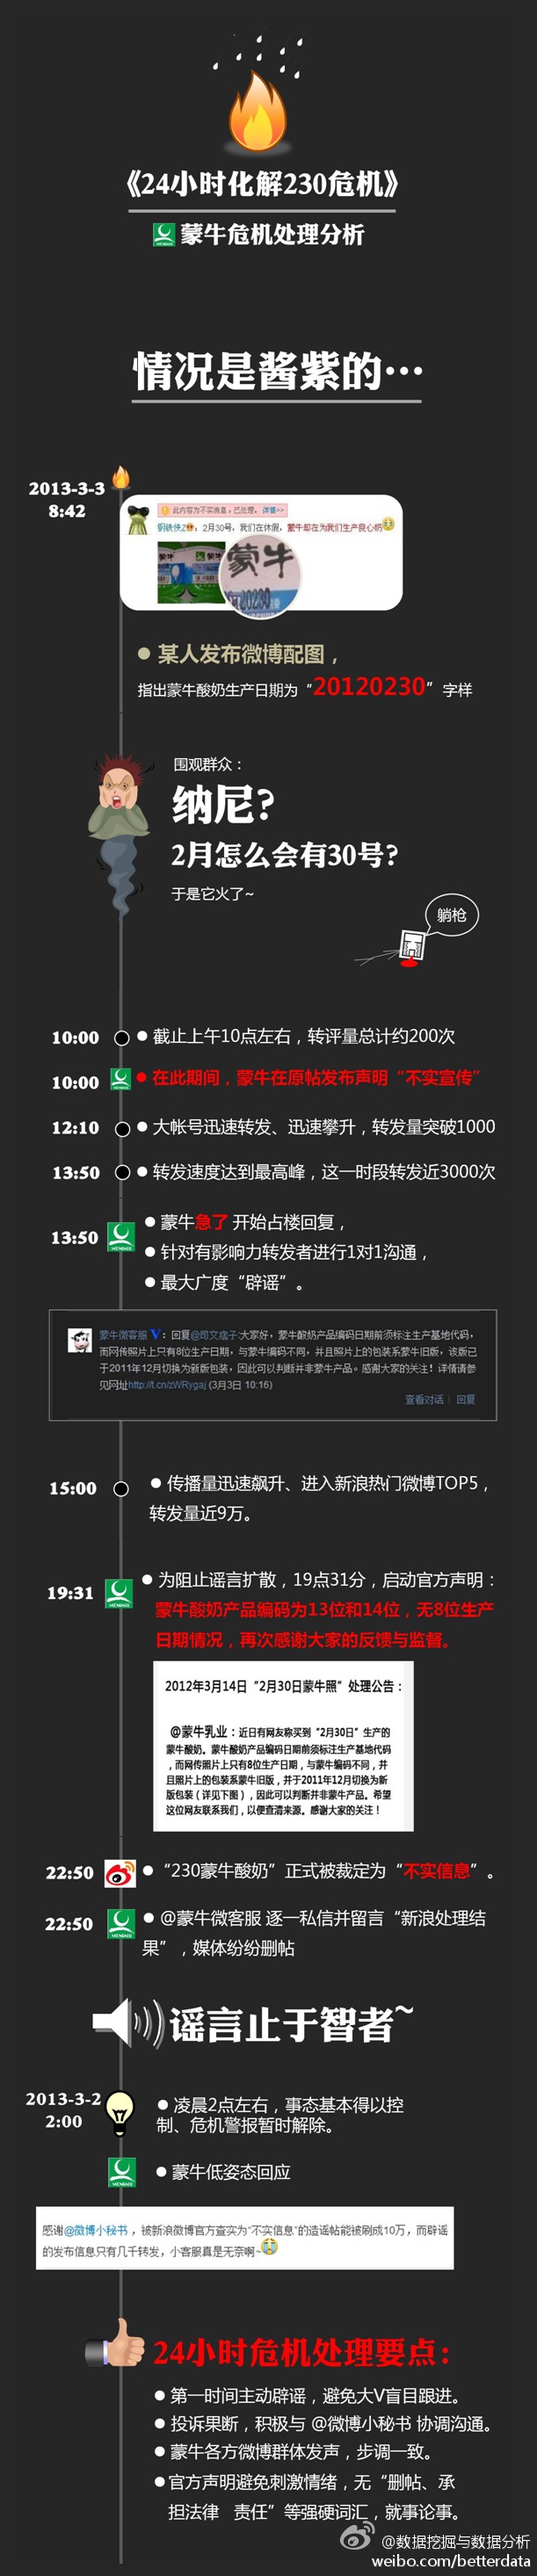 《24小时化解230危机》
蒙牛危机处理分析
情况是酱紫的…
2013-3-3
8:42
此内容为不实消息，已处理。详情>>
钢铁侠Z：2月30号，我们在休假，蒙牛却在为我们生产良心奶
蒙牛
20120230
某人发布微博配图，
指出蒙牛酸奶生产日期为“20120230”字样
围观群众：
纳尼?
2月怎么会有30号?
于是它火了~
躺枪
10:00 截止上午10点左右，转评量总计约200次
10:00 在此期间，蒙牛在原帖发布声明“不实宣传”
12:10 大帐号迅速转发、迅速攀升，转发量突破1000
13:50 转发速度达到最高峰，这一时段转发近3000次
13:50
蒙牛急了 开始占楼回复，
针对有影响力转发者进行1对1沟通，
最大广度“辟谣”。
蒙牛微客服V：回复@司文痞子:大家好，蒙牛酸奶产品编码日期前须标注生产基地代码，
而网传照片上只有8位生产日期，与蒙牛编码不同，并且照片上的包装系蒙牛旧版，该版已
于2011年12月切换为新版包装，因此可以判断并非蒙牛产品。感谢大家的关注！详情请参
见网址http://t.cn/zWRygaj (3月3日 10:16)
查看对话｜回复
15:00 传播量迅速飙升、进入新浪热门微博TOP5，
转发量近9万。
19:31 为阻止谣言扩散，19点31分，启动官方声明：
蒙牛酸奶产品编码为13位和14位，无8位生产
日期情况，再次感谢大家的反馈与监督。
2012年3月14日“2月30日蒙牛照”处理公告：
@蒙牛乳业：近日有网友称买到“2月30日”生产的
蒙牛酸奶。蒙牛酸奶产品编码日期前须标注生产基地代码
，而网传照片上只有8位生产日期，与蒙牛编码不同，并
且照片上的包装系蒙牛旧版，并于2011年12月切换为新
版包装（详见下图），因此可以判断并非蒙牛产品。希望
这位网友联系我们，以便查清来源。感谢大家的关注！
22:50 “230蒙牛酸奶”正式被裁定为“不实信息”。
22:50 @蒙牛微客服 逐一私信并留言“新浪处理结
果”，媒体纷纷删帖
谣言止于智者~
2013-3-2
2:00
凌晨2点左右，事态基本得以控
制、危机警报暂时解除。
蒙牛低姿态回应
感谢@微博小秘书，被新浪微博官方查实为“不实信息”的造谣帖能被刷成10万，而辟谣
的发布信息只有几千转发，小客服真是无奈啊~
24小时危机处理要点：
第一时间主动辟谣，避免大V盲目跟进。
投诉果断，积极与 @微博小秘书 协调沟通。
蒙牛各方微博群体发声，步调一致。
官方声明避免刺激情绪，无“删帖、承
担法律 责任”等强硬词汇，就事论事。
@数据挖掘与数据分析
weibo.com/betterdata